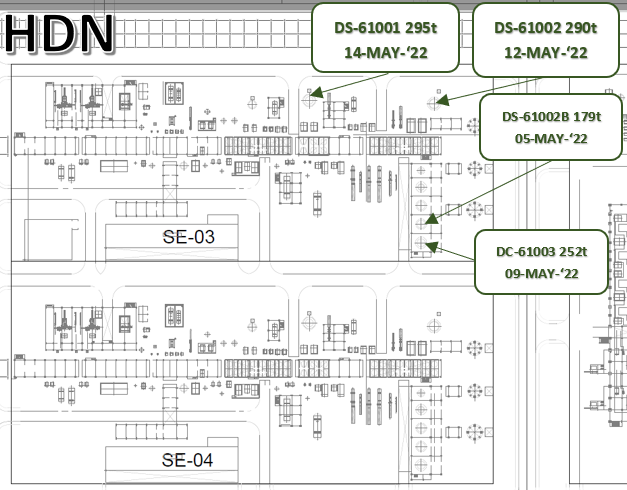 HDN
DS-61001 295t
14-MAY-‘22
DS-61002 290t
12-MAY-‘22
DS-61002B 179t
05-MAY-‘22
DC-61003 252t
09-MAY-‘22
SE-03
SE-04